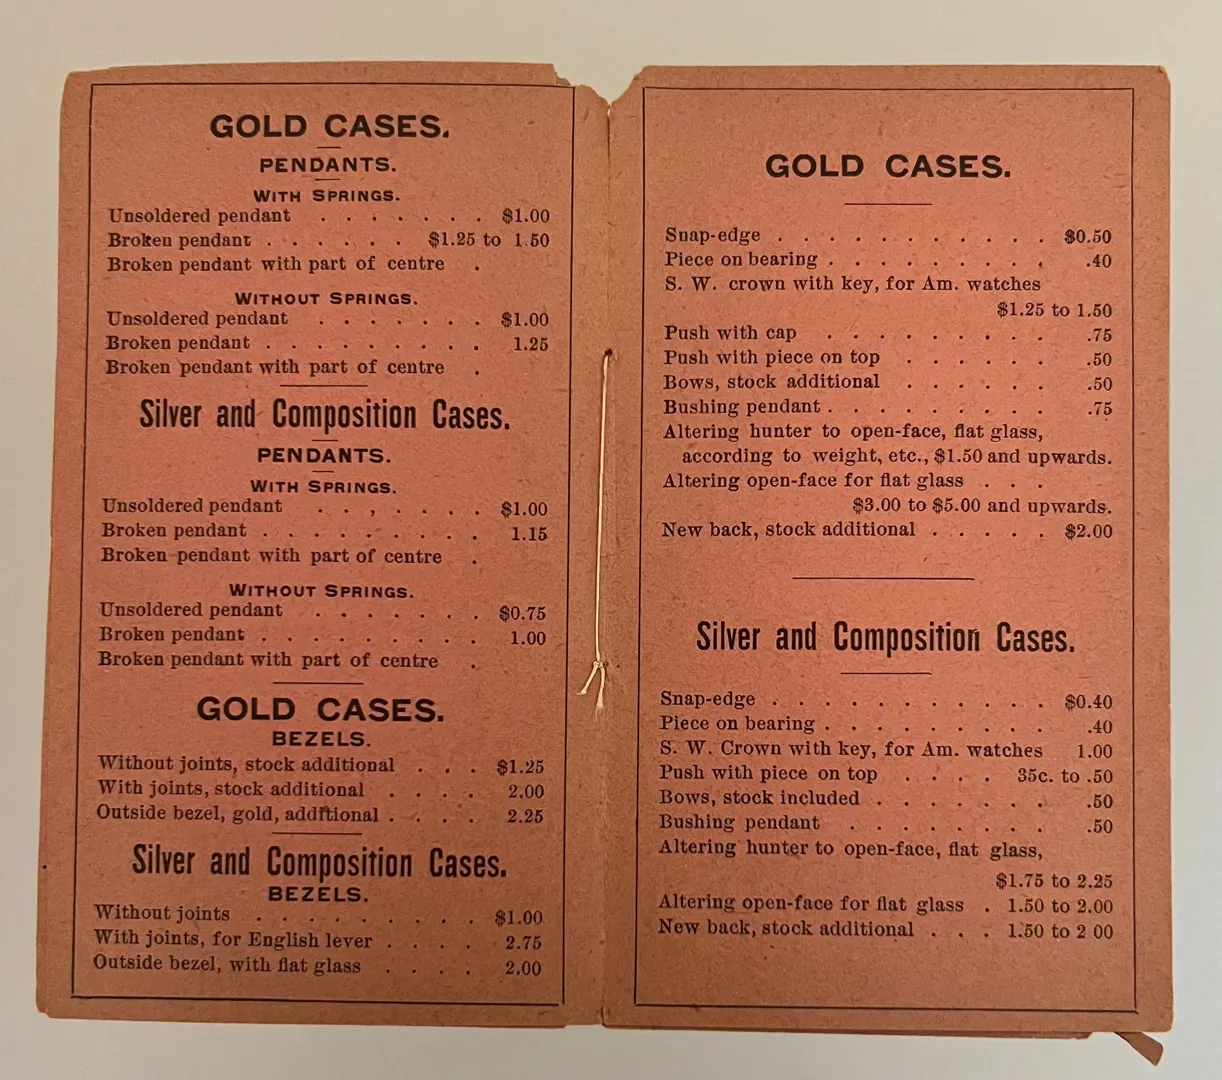 GOLD CASES.
PENDANTS.
WITH SPRINGS.
Unsoldered pendant . . . . . . . $1.00
Broken pendant . . . . . . $1.25 to 1.50
Broken pendant with part of centre .
WITHOUT SPRINGS.
Unsoldered pendant . . . . . . . $1.00
Broken pendant . . . . . . . . . 1.25
Broken pendant with part of centre .
Silver and Composition Cases.
PENDANTS.
WITH SPRINGS.
Unsoldered pendant . . . . . . . $1.00
Broken pendant . . . . . . . . . 1.15
Broken pendant with part of centre .
WITHOUT SPRINGS.
Unsoldered pendant . . . . . . . $0.75
Broken pendant . . . . . . . . . 1.00
Broken pendant with part of centre .
GOLD CASES.
BEZELS.
Without joints, stock additional . . . $1.25
With joints, stock additional . . . . 2.00
Outside bezel, gold, additional . . . . 2.25
Silver and Composition Cases.
BEZELS.
Without joints . . . . . . . . . $1.00
With joints, for English lever . . . . 2.75
Outside bezel, with flat glass . . . . 2.00
GOLD CASES.
Snap-edge . . . . . . . . . . . $0.50
Piece on bearing . . . . . . . . . .40
S. W. crown with key, for Am. watches
$1.25 to 1.50
Push with cap . . . . . . . . . .75
Push with piece on top . . . . . . .50
Bows, stock additional . . . . . . .50
Bushing pendant . . . . . . . . . .75
Altering hunter to open-face, flat glass,
according to weight, etc., $1.50 and upwards.
Altering open-face for flat glass . . .
$3.00 to $5.00 and upwards.
New back, stock additional . . . . . $2.00
Silver and Composition Cases.
Snap-edge . . . . . . . . . . . $0.40
Piece on bearing . . . . . . . . . .40
S. W. Crown with key, for Am. watches 1.00
Push with piece on top . . . . 35c. to .50
Bows, stock included . . . . . . . .50
Bushing pendant . . . . . . . . .50
Altering hunter to open-face, flat glass,
$1.75 to 2.25
Altering open-face for flat glass . 1.50 to 2.00
New back, stock additional . . . 1.50 to 2 00